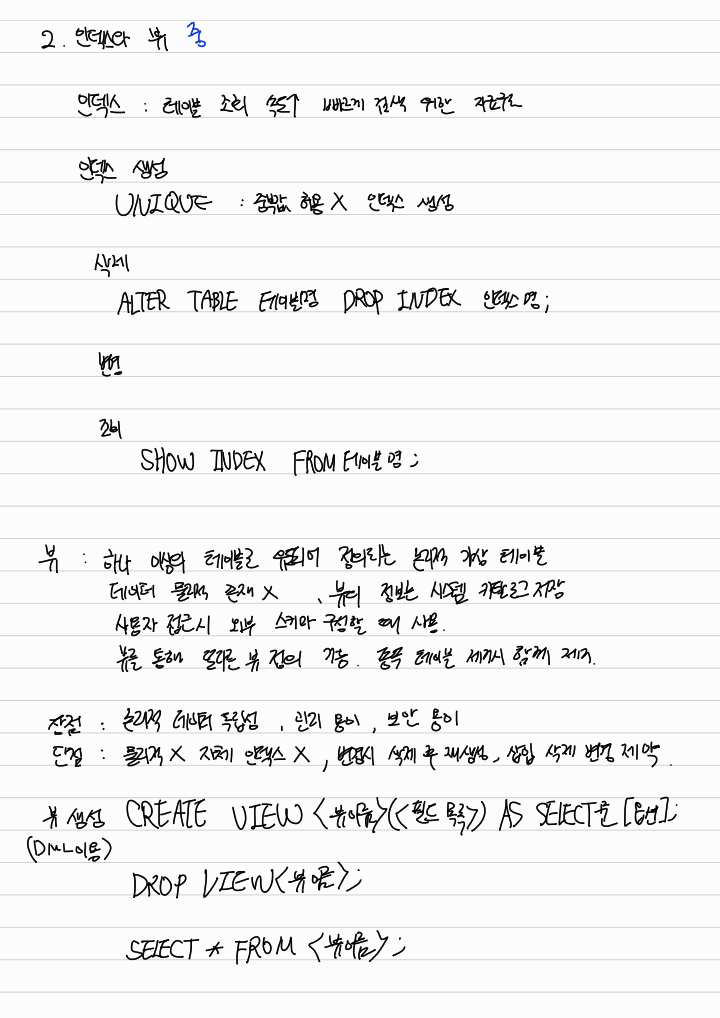 2. 인덱스와 뷰 중
인덱스 : 테이블 조회 속도↑ 빠르게 검색 위한 자료구조
인덱스 생성
UNIQUE : 중복값 허용 X 인덱스 생성
삭제
ALTER TABLE 테이블명 DROP INDEX 인덱스명;
변경
조회
SHOW INDEX FROM 테이블명;
뷰 : 하나 이상의 테이블로 유도되어 정의되는 논리적 가상 테이블
데이터 물리적 존재 X , 뷰의 정보는 시스템 카탈로그 저장
사용자 접근시 외부 스키마 구성할 때 사용.
뷰를 통해 또다른 뷰 정의 가능. 테이블 함께 제거.
장점 : 논리적 데이터 독립성, 관리 용이, 보안 용이
단점 : 물리적 X 자체 인덱스 X, 변경시 삭제 후 재생성, 삽입 삭제 변경 제약.
뷰 생성 CREATE VIEW <뷰이름>(<필드 목록>) AS SELECT문 [옵션];
(DML이용)
DROP VIEW<뷰이름>;
SELECT * FROM <뷰이름>;